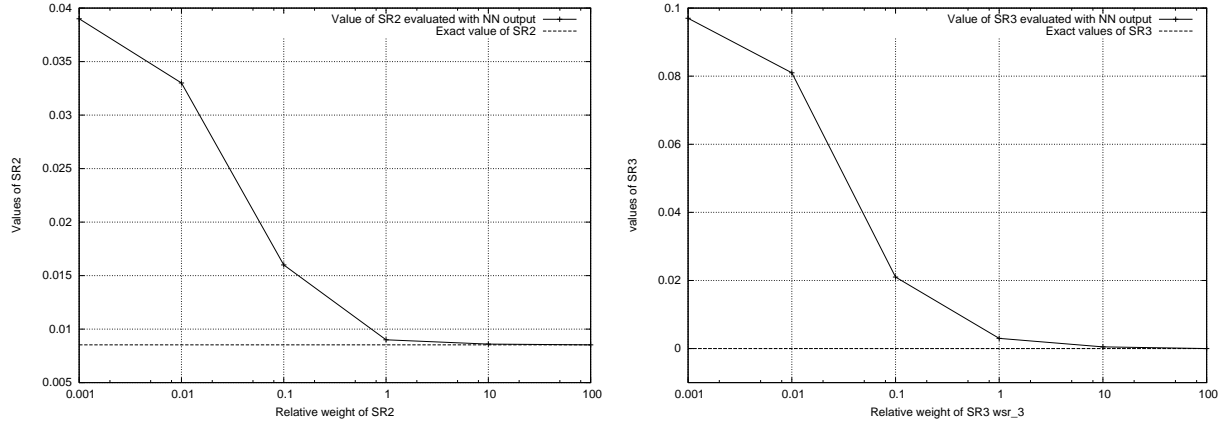 Value of SR2 evaluated with NN output
Exact value of SR2
0.04
0.035
0.03
0.025
0.02
0.015
0.01
0.005
Values of SR2
0.001 0.01 0.1 1 10 100
Relative weight of SR2
Value of SR3 evaluated with NN output
Exact values of SR3
0.1
0.08
0.06
0.04
0.02
0
values of SR3
0.001 0.01 0.1 1 10 100
Relative weight of SR3 wsr_3